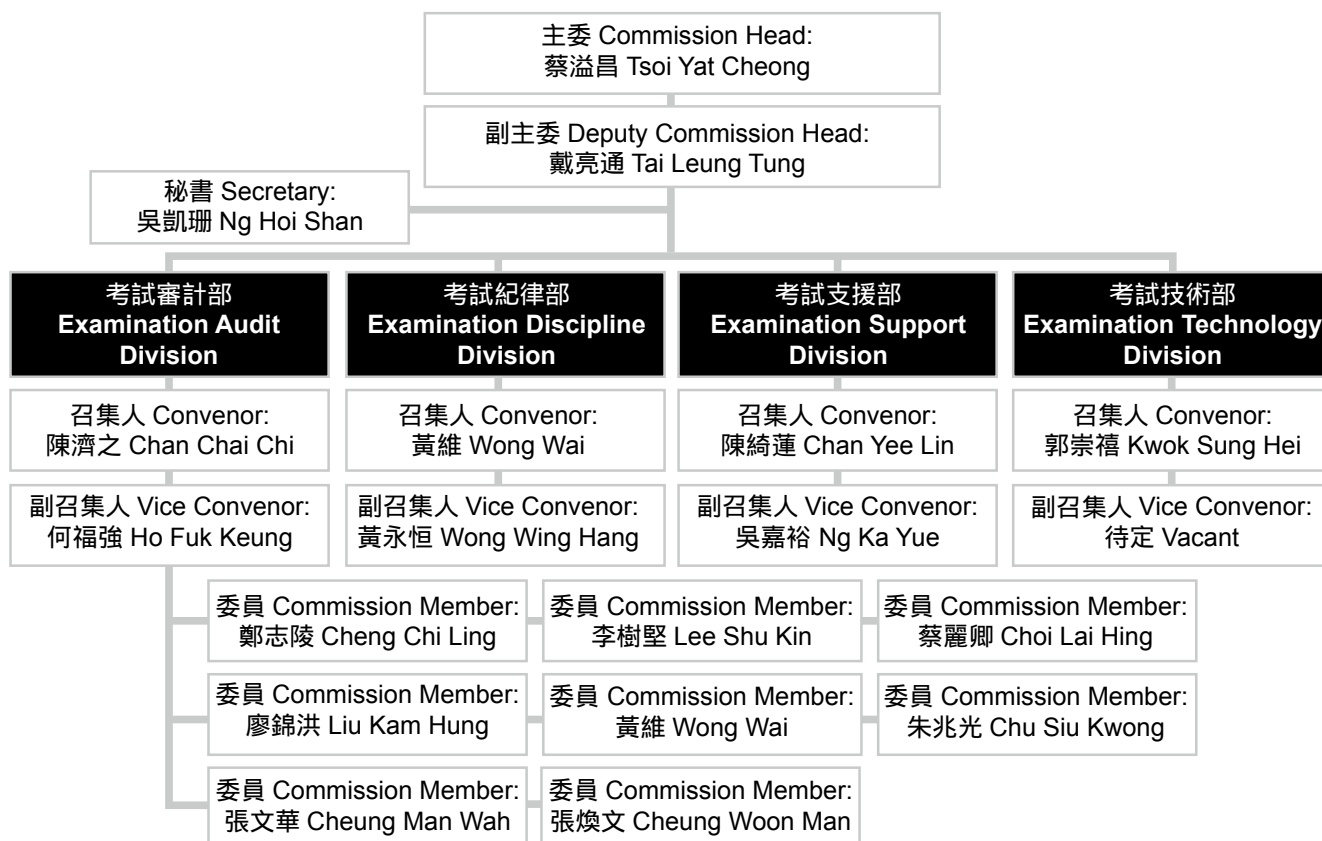 主委 Commission Head:
蔡溢昌 Tsoi Yat Cheong
副主委 Deputy Commission Head:
戴亮通 Tai Leung Tung
秘書 Secretary:
吳凱珊 Ng Hoi Shan
考試審計部
Examination Audit
Division
考試紀律部
Examination Discipline
Division
考試支援部
Examination Support
Division
考試技術部
Examination Technology
Division
召集人 Convenor:
陳濟之 Chan Chai Chi
召集人 Convenor:
黃維 Wong Wai
召集人 Convenor:
陳綺蓮 Chan Yee Lin
召集人 Convenor:
郭崇禧 Kwok Sung Hei
副召集人 Vice Convenor:
何福強 Ho Fuk Keung
副召集人 Vice Convenor:
黃永恒 Wong Wing Hang
副召集人 Vice Convenor:
吳嘉裕 Ng Ka Yue
副召集人 Vice Convenor:
待定 Vacant
委員 Commission Member:
鄭志陵 Cheng Chi Ling
委員 Commission Member:
李樹堅 Lee Shu Kin
委員 Commission Member:
蔡麗卿 Choi Lai Hing
委員 Commission Member:
廖錦洪 Liu Kam Hung
委員 Commission Member:
黃維 Wong Wai
委員 Commission Member:
朱兆光 Chu Siu Kwong
委員 Commission Member:
張文華 Cheung Man Wah
委員 Commission Member:
張煥文 Cheung Woon Man